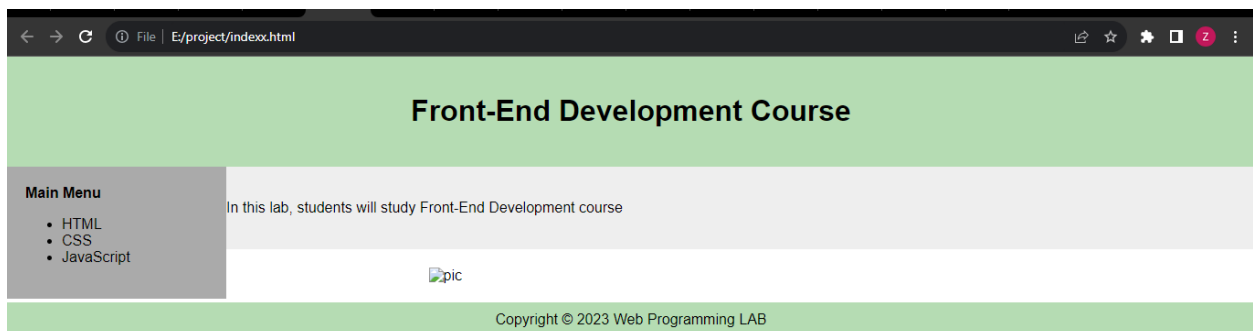 File | E:/project/indexx.html
Z
Front-End Development Course
Main Menu
HTML
CSS
JavaScript
In this lab, students will study Front-End Development course
pic
Copyright © 2023 Web Programming LAB